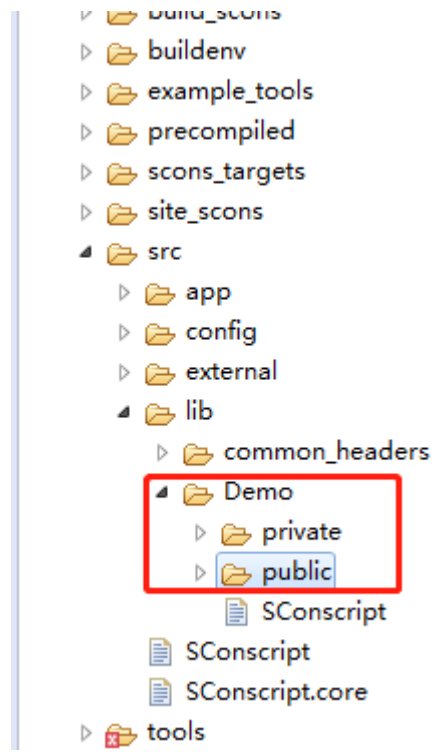 build_scons
buildenv
example_tools
precompiled
scons_targets
site_scons
src
app
config
external
lib
common_headers
Demo
private
public
SConscript
SConscript
SConscript.core
tools